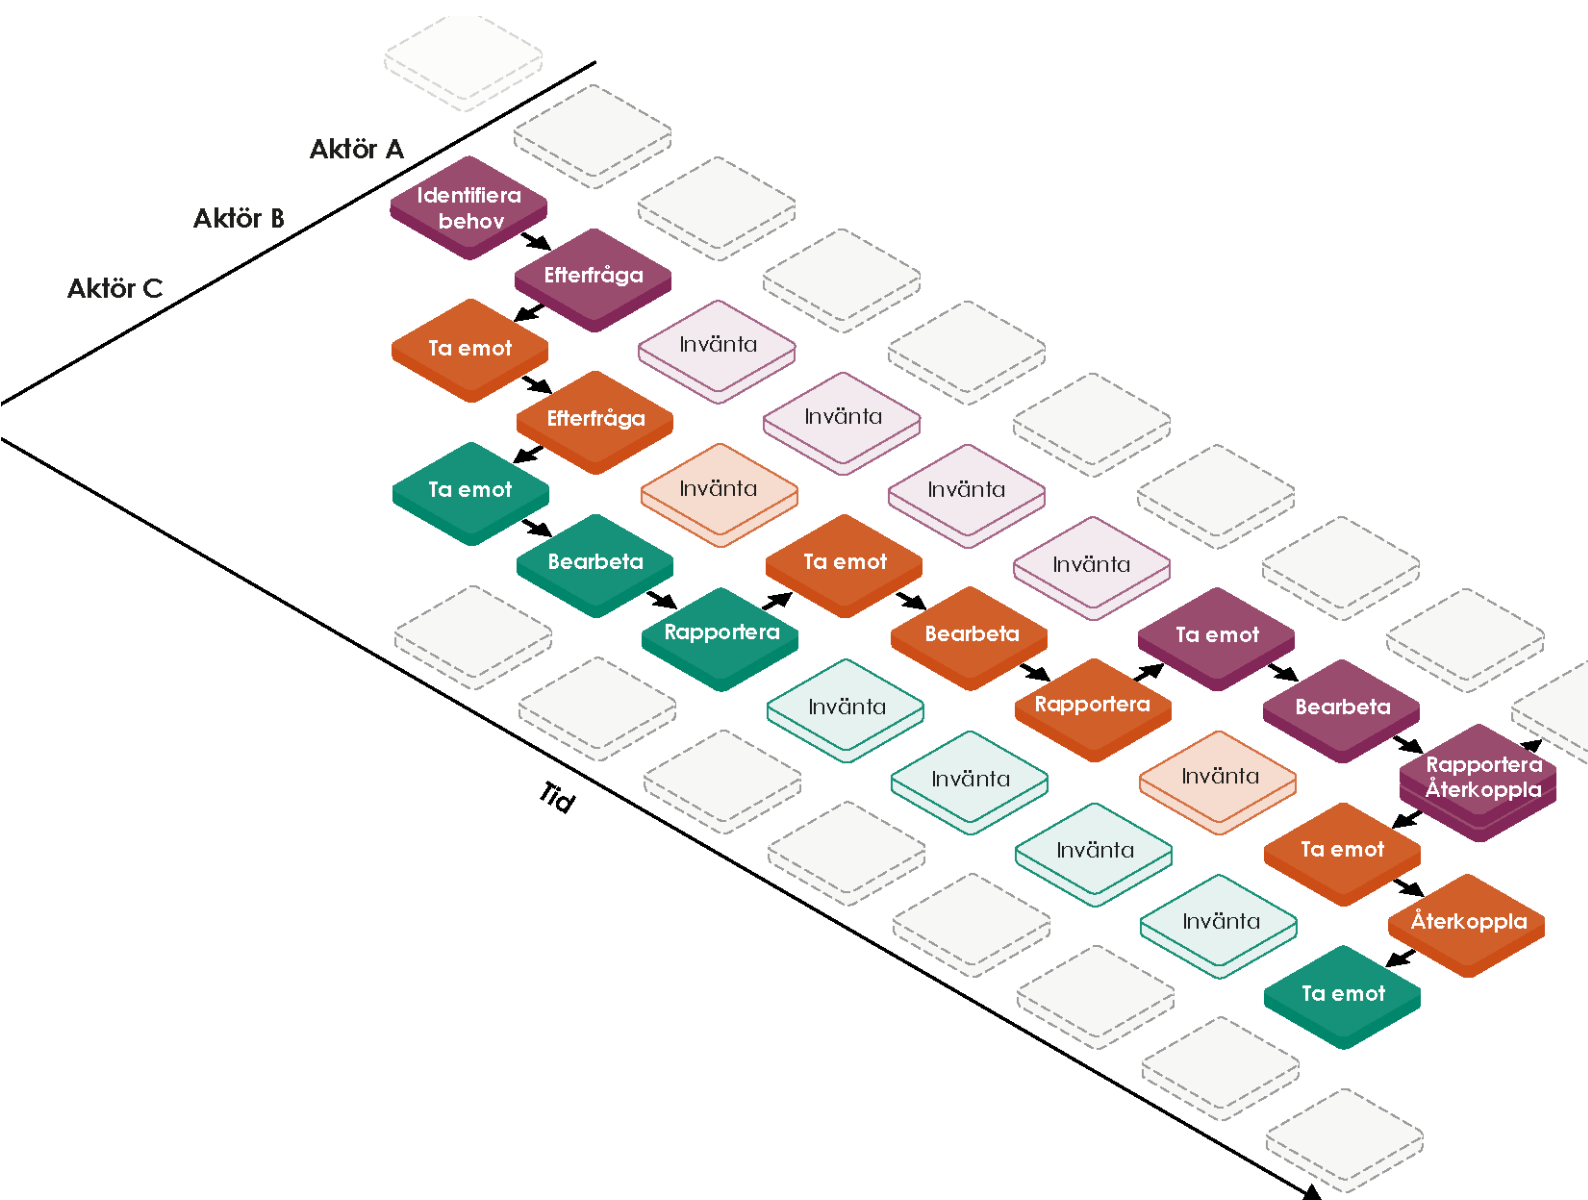 Aktör A
Aktör B
Aktör C
Identifiera
behov
Efterfråga
Ta emot
Invänta
Efterfråga
Invänta
Ta emot
Invänta
Invänta
Bearbeta
Ta emot
Invänta
Rapportera
Bearbeta
Ta emot
Invänta
Rapportera
Bearbeta
Invänta
Invänta
Rapportera
Återkoppla
Tid
Invänta
Ta emot
Invänta
Återkoppla
Ta emot